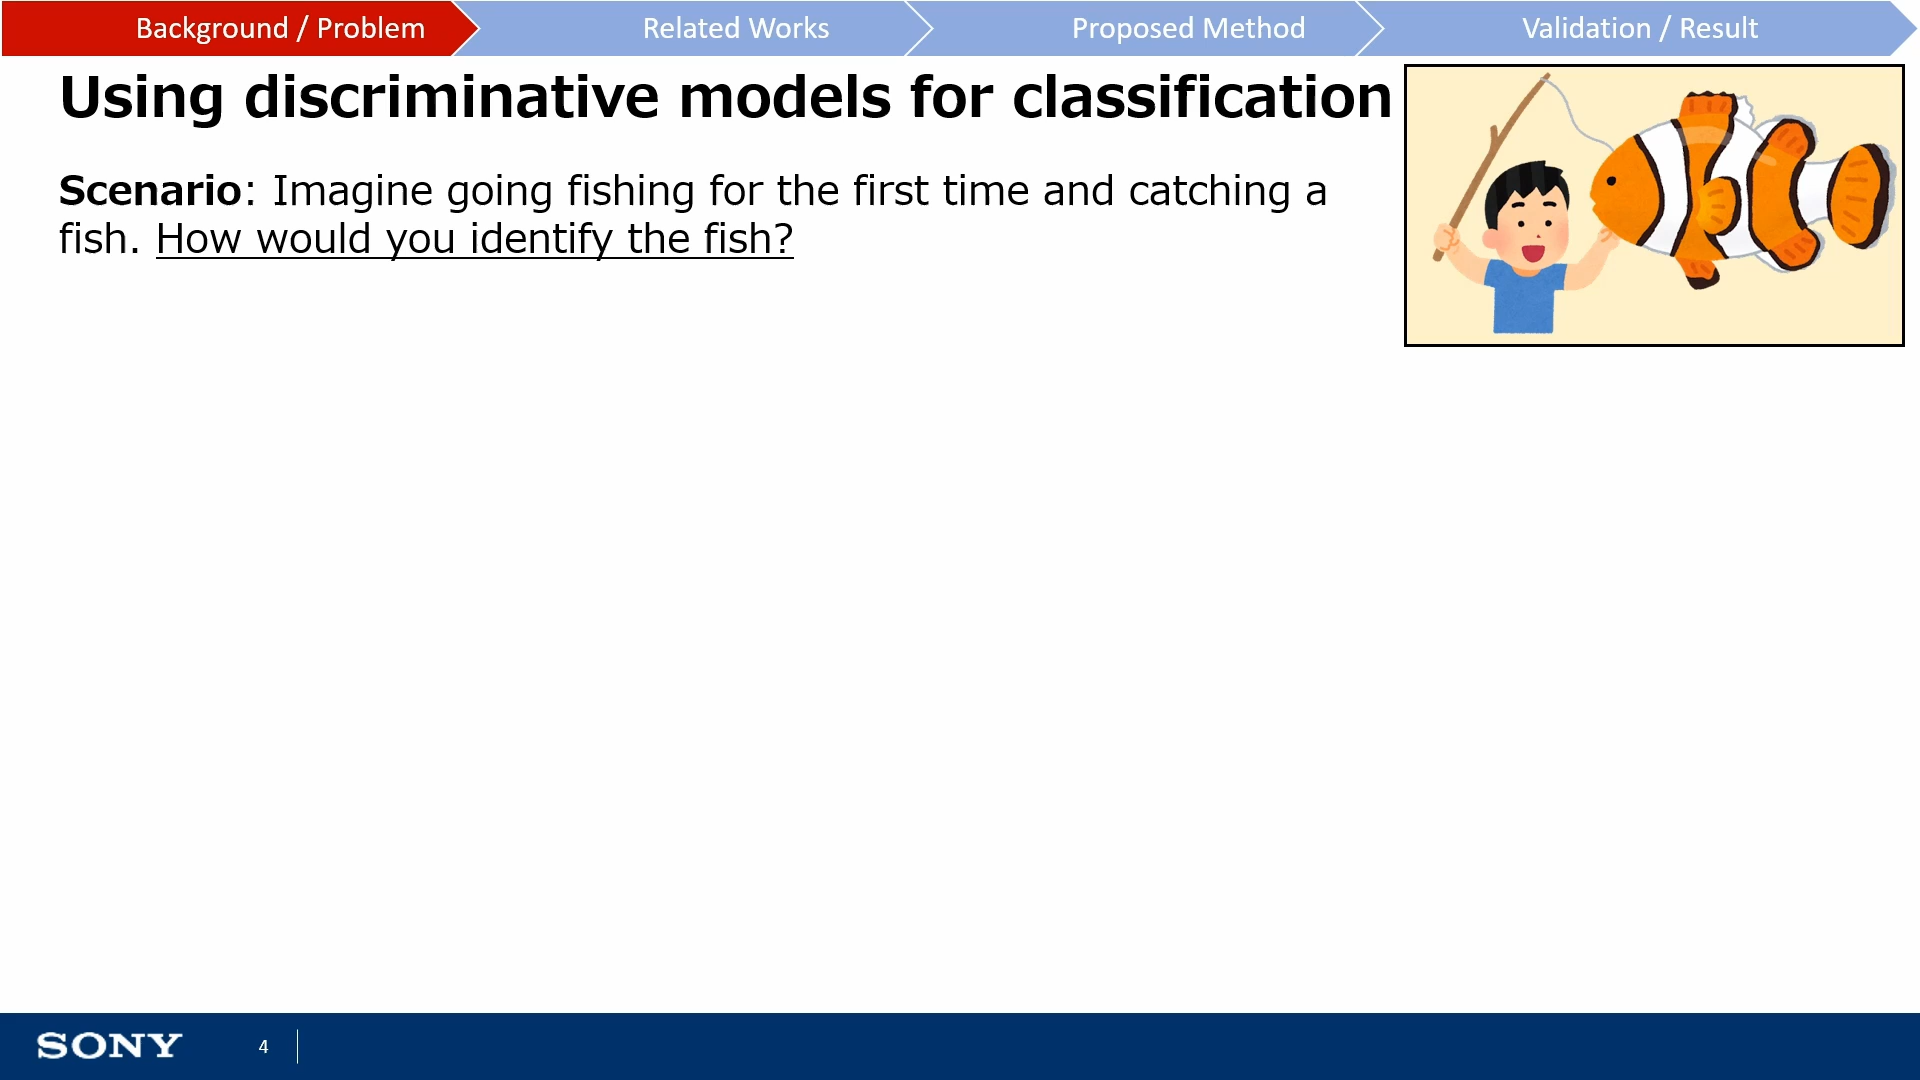 Background / Problem
Related Works
Proposed Method
Validation / Result
Using discriminative models for classification
Scenario: Imagine going fishing for the first time and catching a
fish. How would you identify the fish?
SONY
4